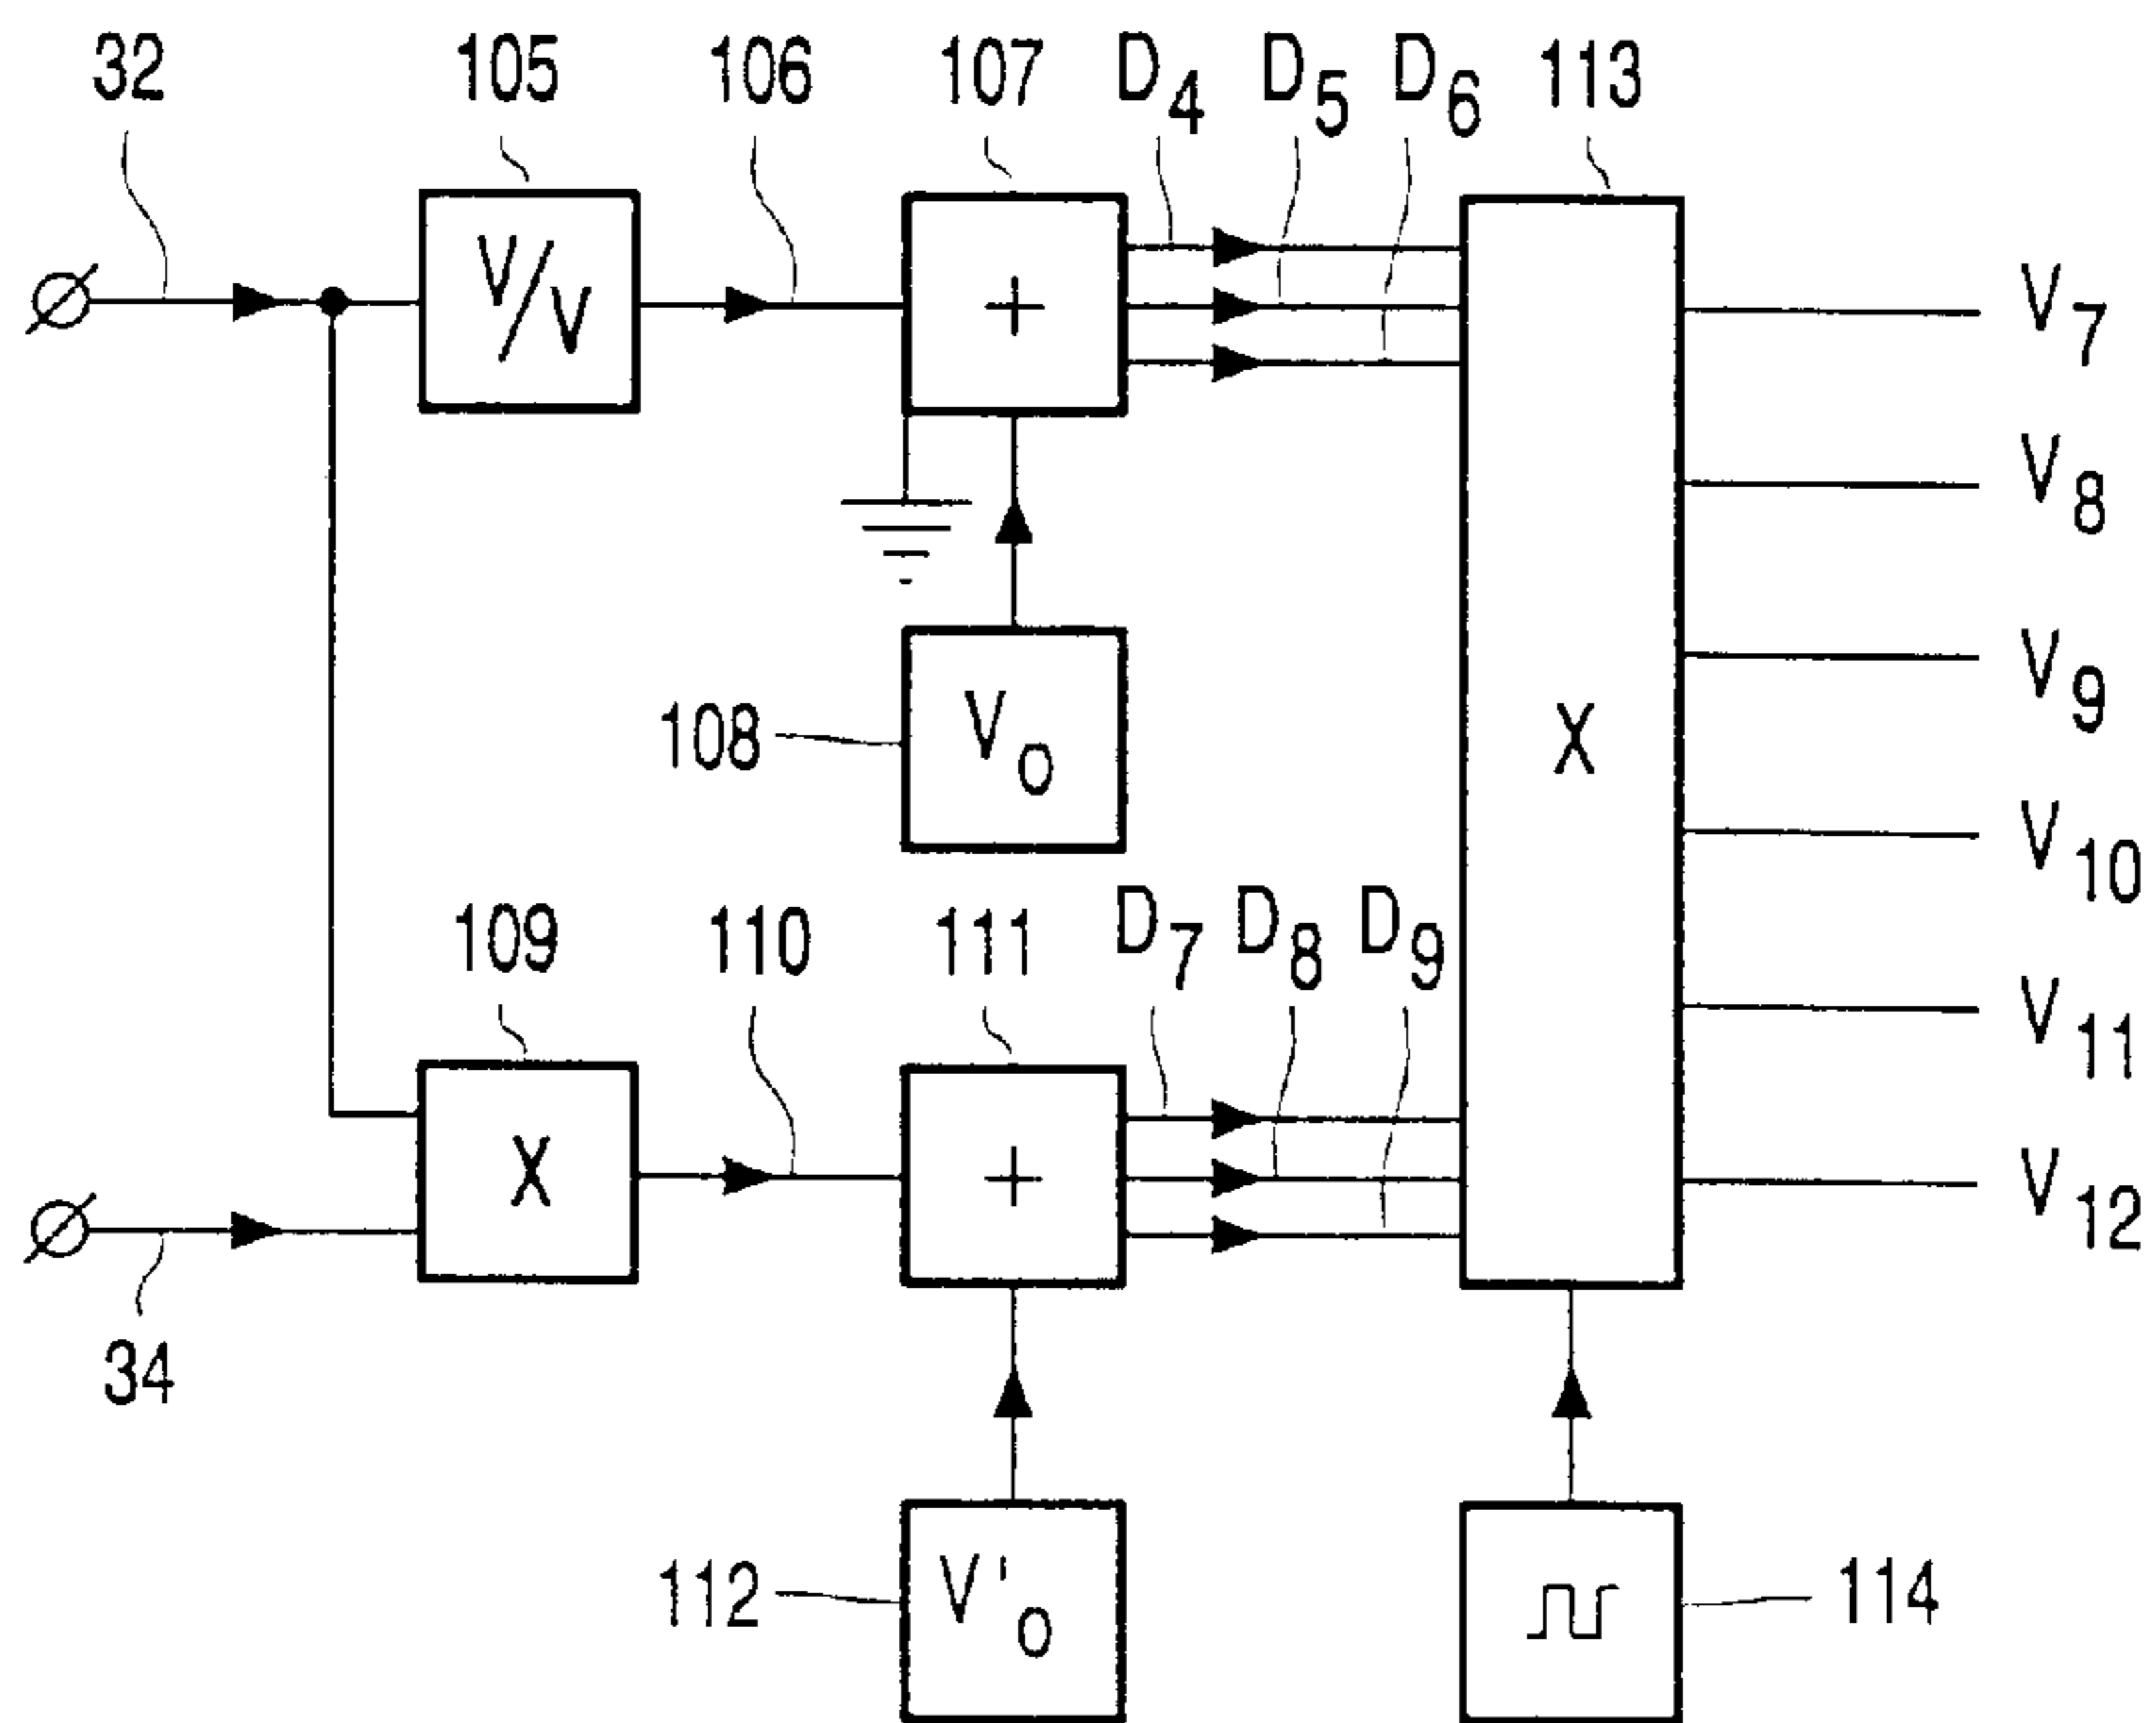 32 105 106 107 D4 D5 D6 113
V/V + V7
V8
108 V0 V9
X
V10
109 110 111 D7 D8 D9
V11
X + V12
34
112 V'0 114